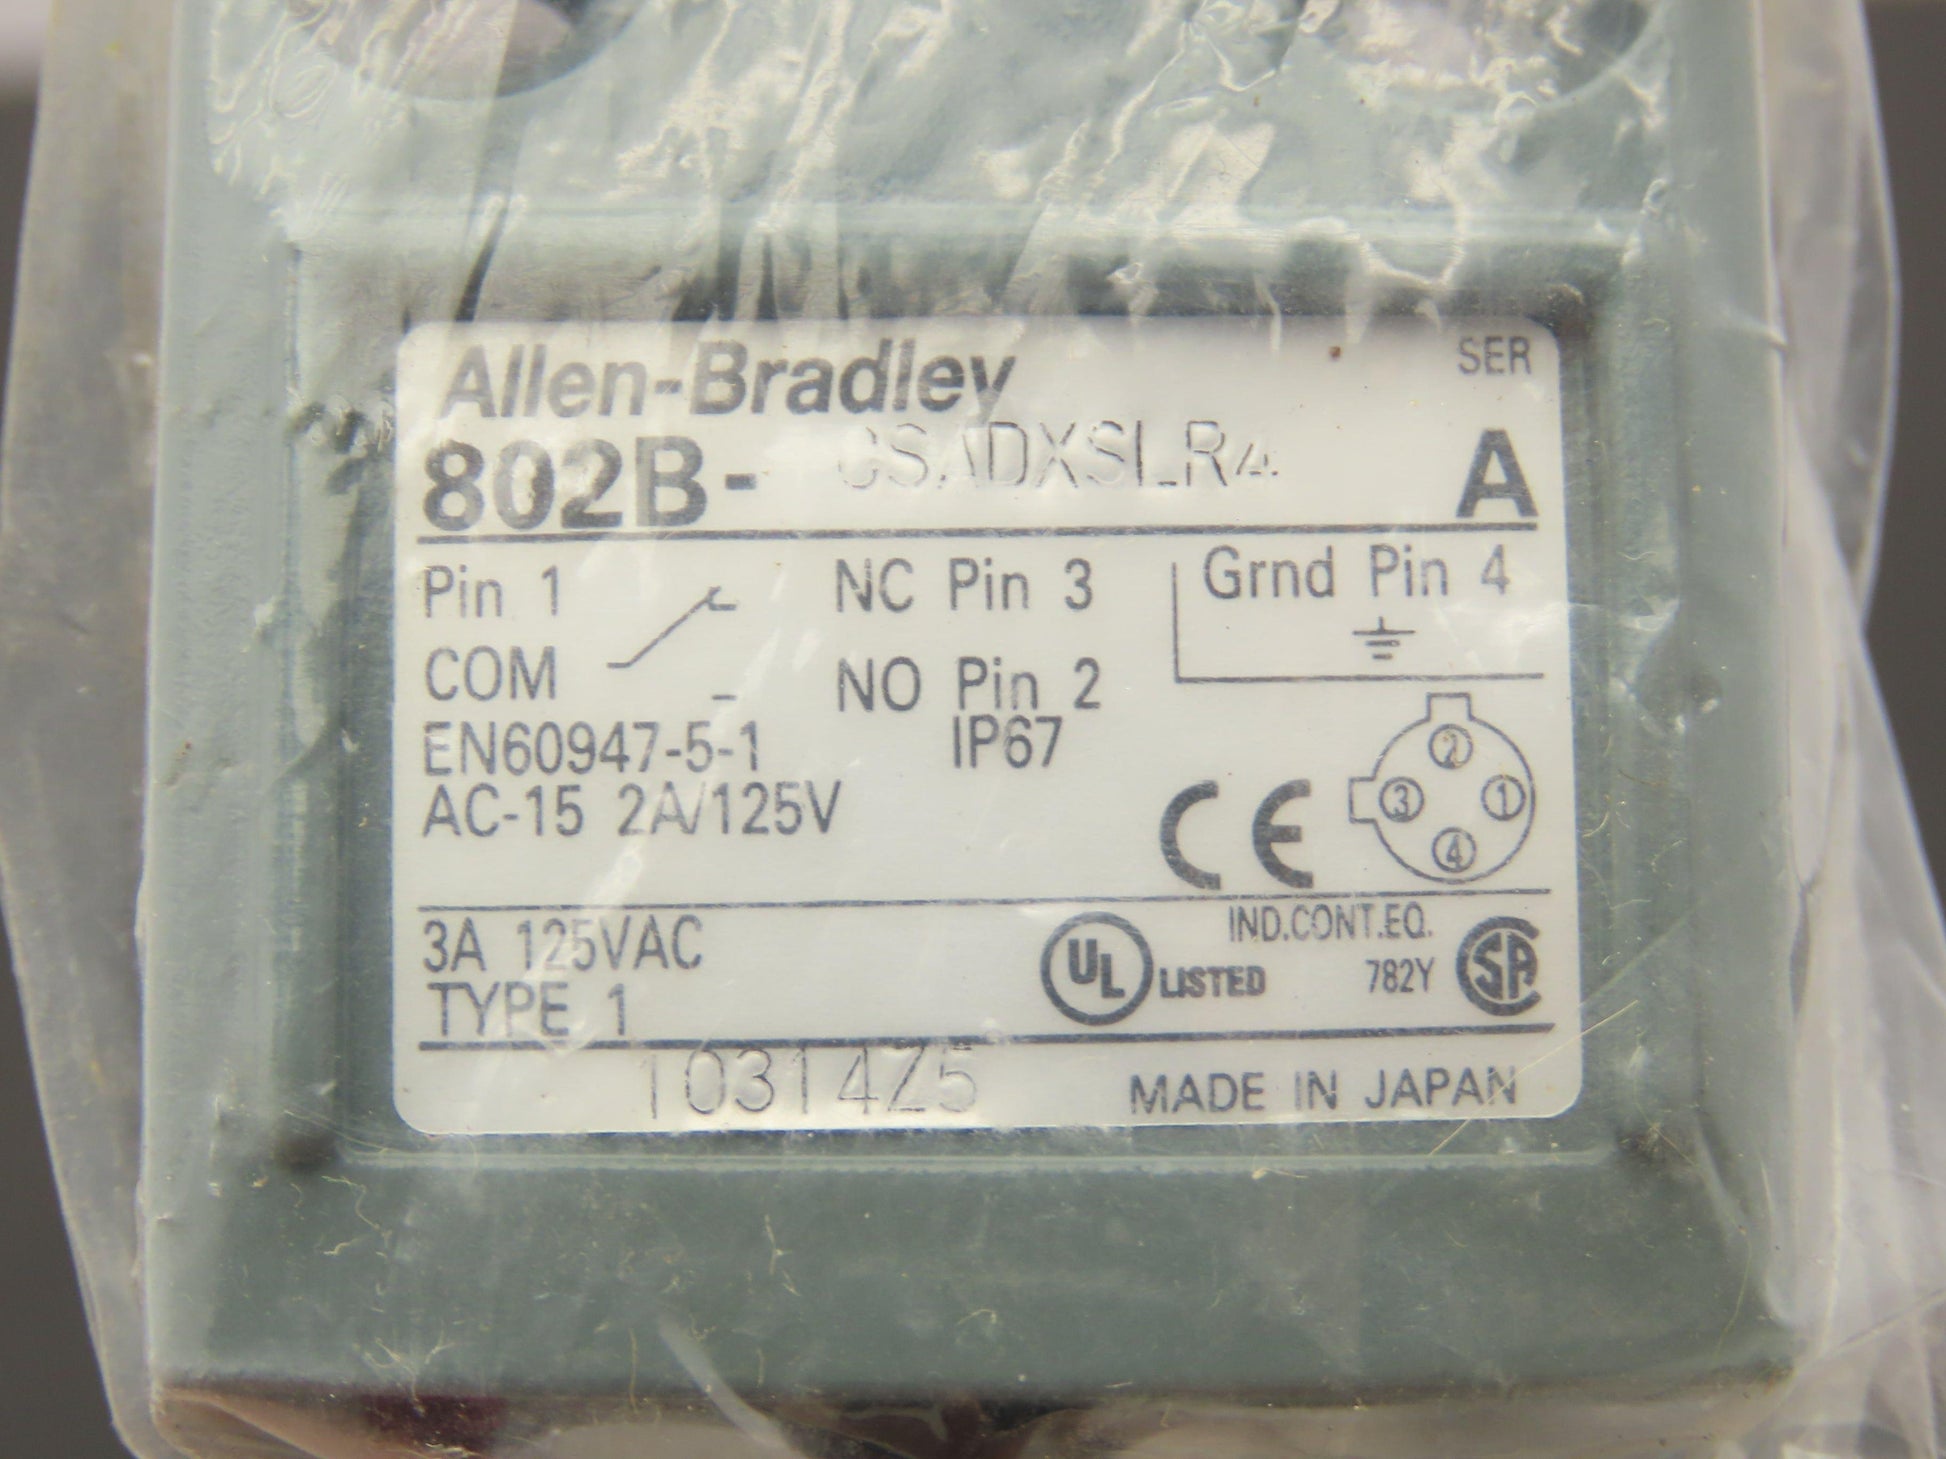 Allen-Bradley SER
802B- CSADXSLR4 A
Pin 1 NC Pin 3 Grnd Pin 4
COM NO Pin 2
EN60947-5-1 IP67
AC-15 2A/125V CE
2
3 1
4
3A 125VAC UL LISTED IND.CONT.EQ. SA
TYPE 1 782Y
10314Z5 MADE IN JAPAN